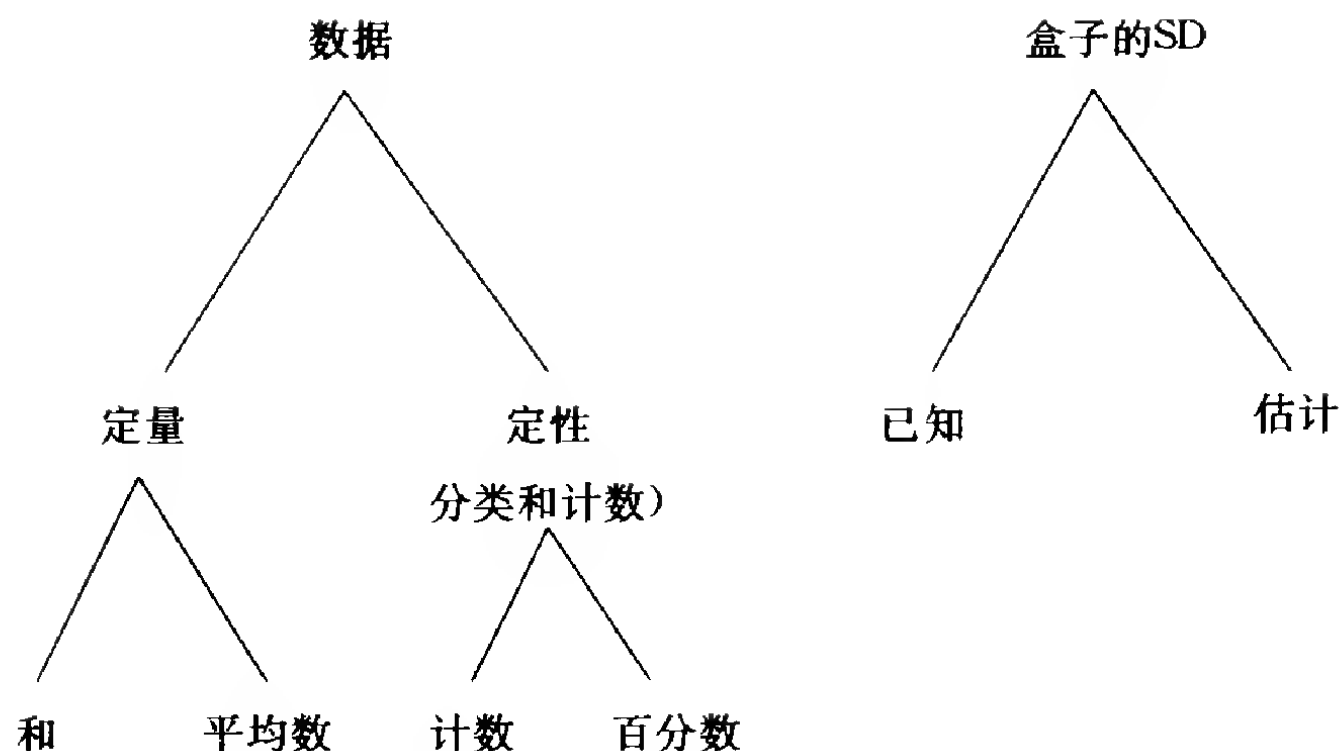 数据
盒子的SD
定量
定性
已知
估计
分类和计数）
和
平均数
计数
百分数